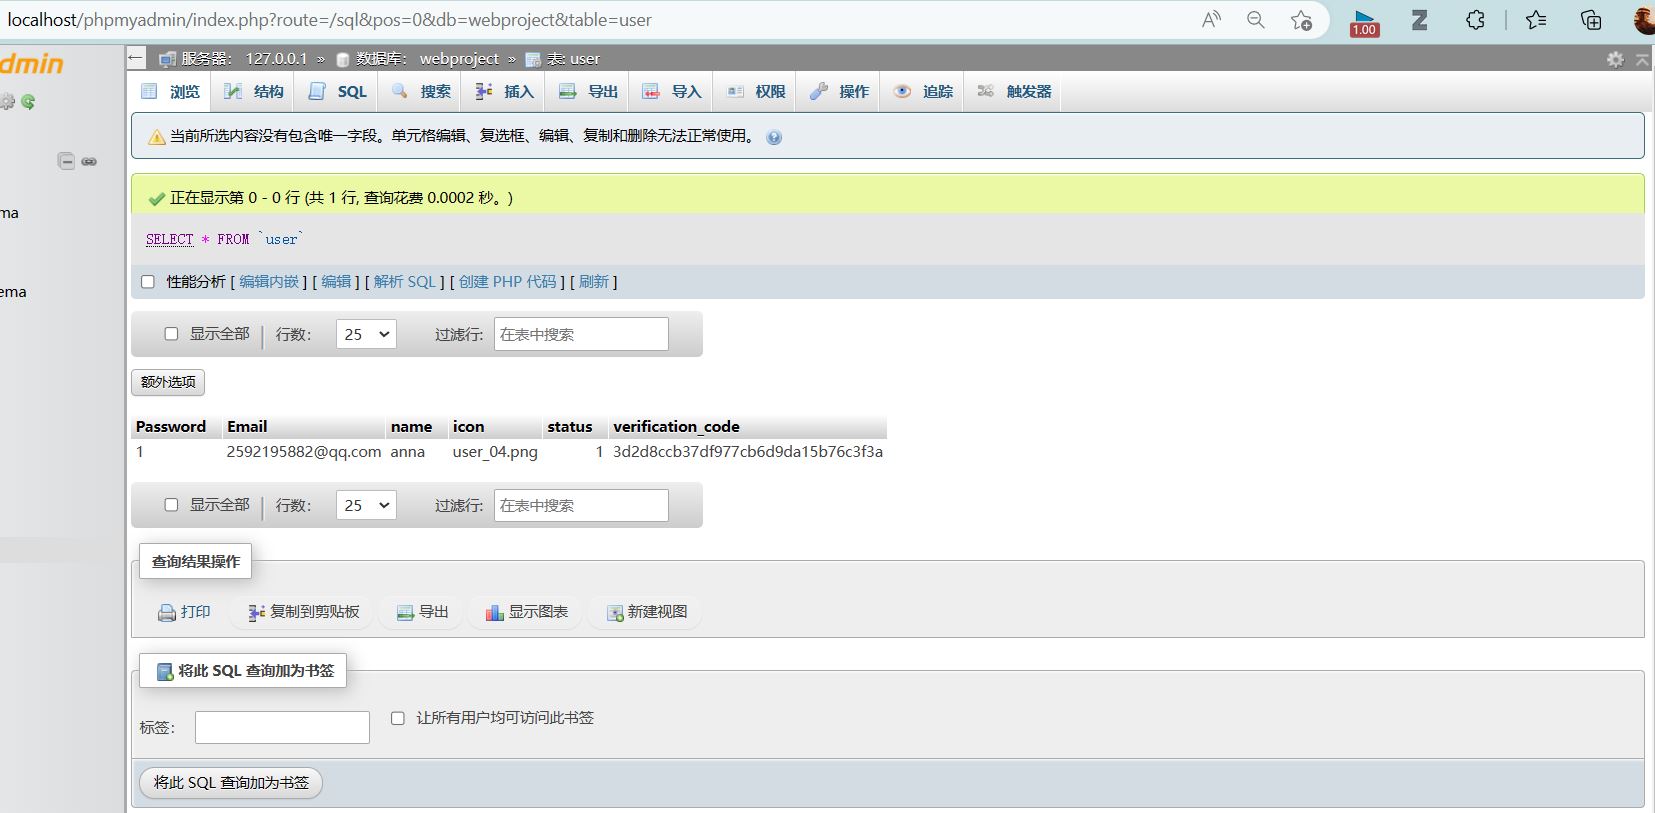 localhost/phpmyadmin/index.php?route=/sql&pos=0&db=webproject&table=user
1.00
dmin
服务器: 127.0.0.1 » 数据库: webproject » 表: user
浏览 结构 SQL 搜索 插入 导出 导入 权限 操作 追踪 触发器
当前所选内容没有包含唯一字段。单元格编辑、复选框、编辑、复制和删除无法正常使用。
正在显示第 0 - 0 行 (共 1 行, 查询花费 0.0002 秒。)
ma
SELECT * FROM `user`
性能分析 [ 编辑内嵌 ] [ 编辑 ] [ 解析 SQL ] [ 创建 PHP 代码 ] [ 刷新 ]
ema
显示全部 行数: 25 过滤行: 在表中搜索
额外选项
Password Email name icon status verification_code
1 2592195882@qq.com anna user_04.png 1 3d2d8ccb37df977cb6d9da15b76c3f3a
显示全部 行数: 25 过滤行: 在表中搜索
查询结果操作
打印 复制到剪贴板 导出 显示图表 新建视图
将此 SQL 查询加为书签
标签: 让所有用户均可访问此书签
将此 SQL 查询加为书签